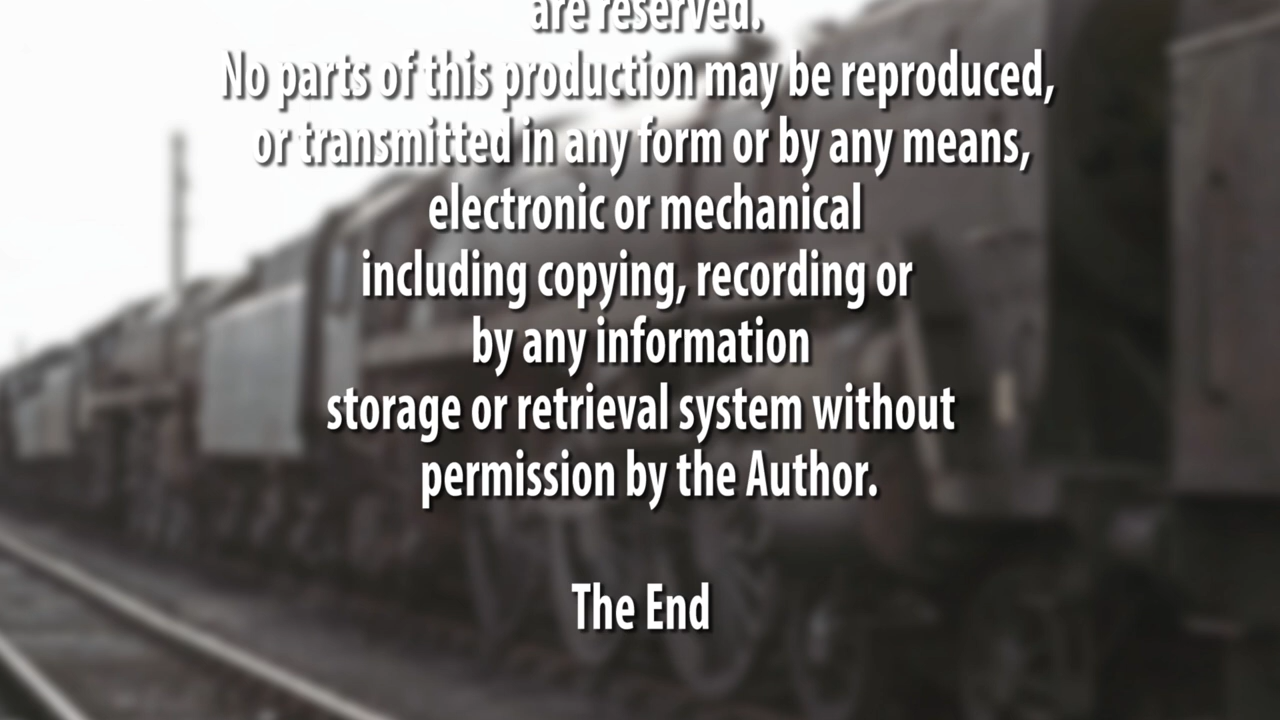 are reserved.
No parts of this production may be reproduced,
or transmitted in any form or by any means,
electronic or mechanical
including copying, recording or
by any information
storage or retrieval system without
permission by the Author.
The End